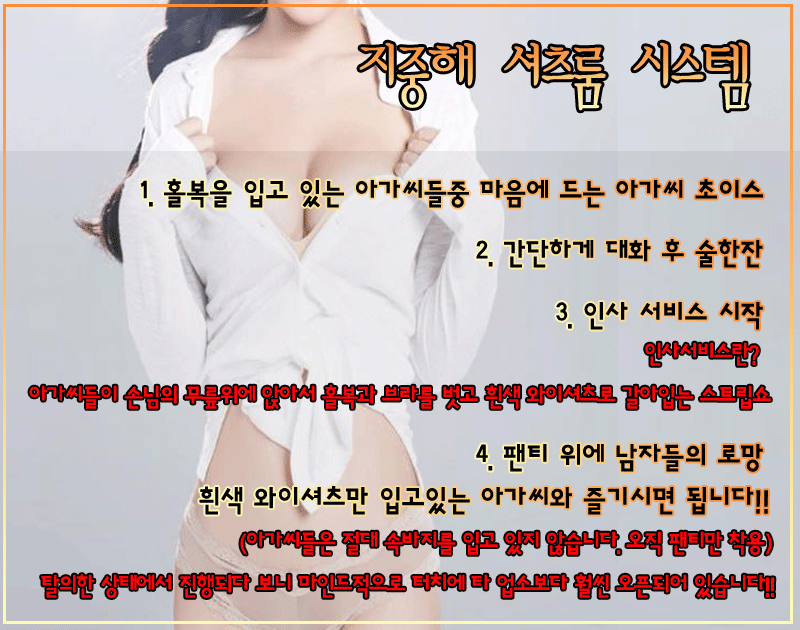 지중해 셔츠룸 시스템
1. 홀복을 입고 있는 아가씨들중 마음에 드는 아가씨 초이스
2. 간단하게 대화 후 술한잔
3. 인사 서비스 시작
인사서비스란?
아가씨들이 손님의 무릎위에 앉아서 홀복과 브라를 벗고 흰색 와이셔츠로 갈아입는 스트립쇼
4. 팬티 위에 남자들의 로망
흰색 와이셔츠만 입고있는 아가씨와 즐기시면 됩니다!!
(아가씨들은 절대 속바지를 입고 있지 않습니다. 오직 팬티만 착용)
탈의한 상태에서 진행되다 보니 마인드적으로 터치에 타 업소보다 훨씬 오픈되어 있습니다!!